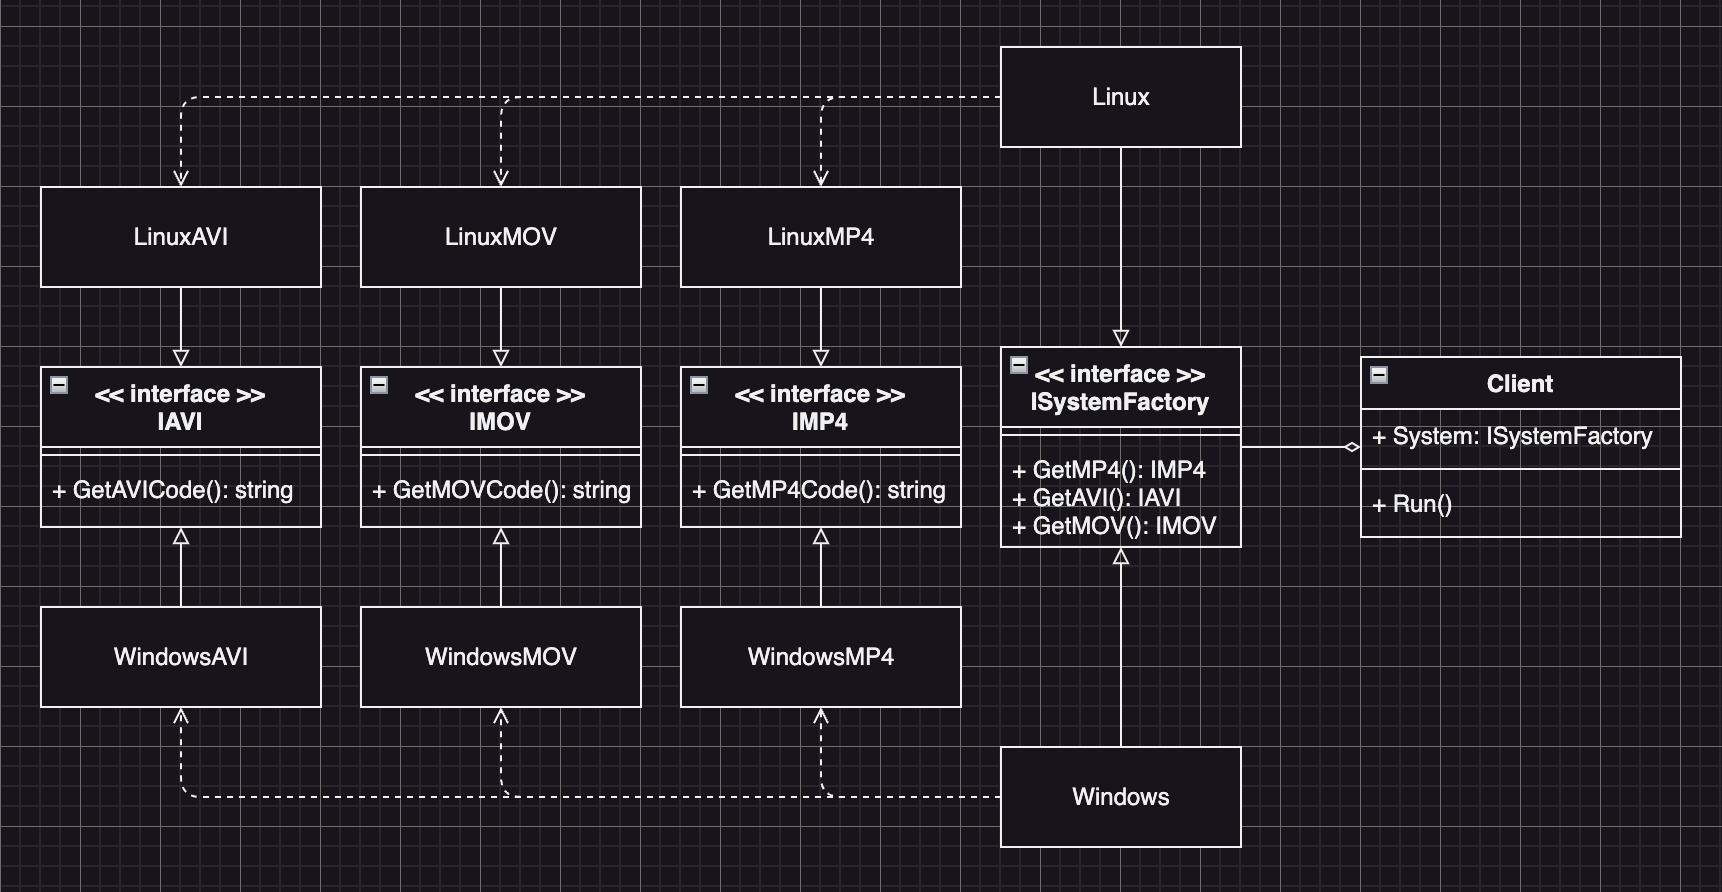 Linux
LinuxAVI
LinuxMOV
LinuxMP4
<< interface >>
IAVI
+ GetAVICode(): string
<< interface >>
IMOV
+ GetMOVCode(): string
<< interface >>
IMP4
+ GetMP4Code(): string
<< interface >>
ISystemFactory
+ GetMP4(): IMP4
+ GetAVI(): IAVI
+ GetMOV(): IMOV
Client
+ System: ISystemFactory
+ Run()
WindowsAVI
WindowsMOV
WindowsMP4
Windows